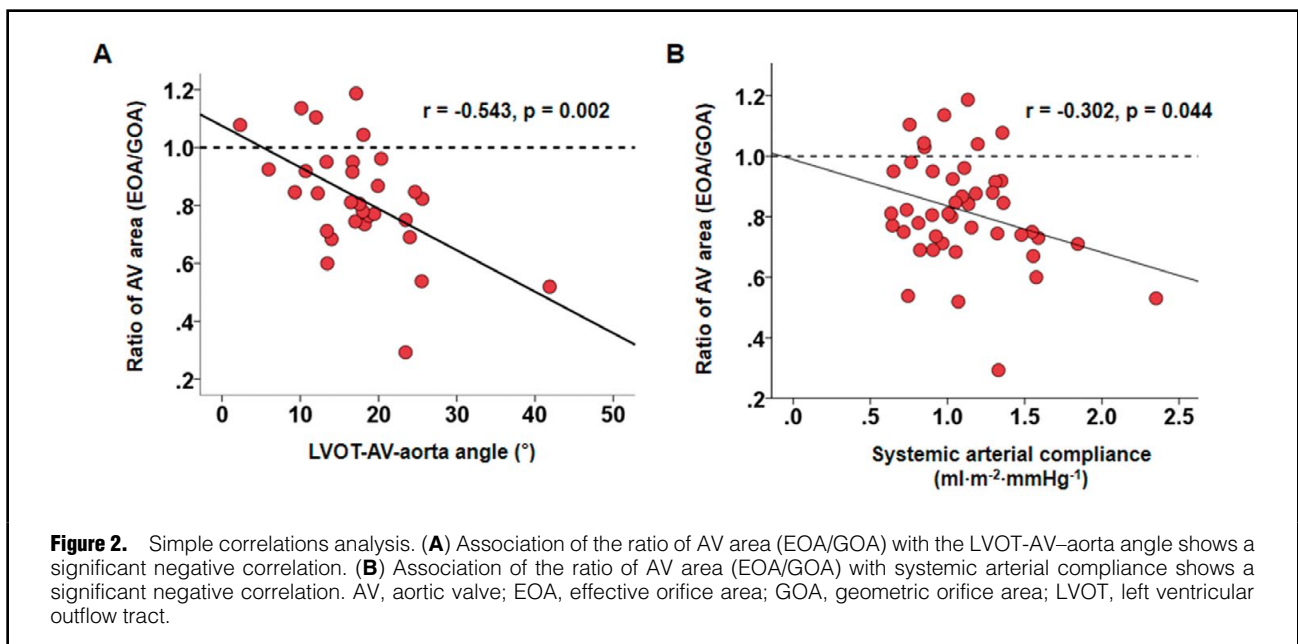 A
Ratio of AV area (EOA/GOA)
1.2
1.0
.8
.6
.4
.2
r = -0.543, p = 0.002
0 10 20 30 40 50
LVOT-AV-aorta angle (°)
B
Ratio of AV area (EOA/GOA)
1.2
1.0
.8
.6
.4
.2
r = -0.302, p = 0.044
.0 .5 1.0 1.5 2.0 2.5
Systemic arterial compliance
(ml·m⁻²·mmHg⁻¹)
Figure 2. Simple correlations analysis. (A) Association of the ratio of AV area (EOA/GOA) with the LVOT-AV–aorta angle shows a
significant negative correlation. (B) Association of the ratio of AV area (EOA/GOA) with systemic arterial compliance shows a
significant negative correlation. AV, aortic valve; EOA, effective orifice area; GOA, geometric orifice area; LVOT, left ventricular
outflow tract.